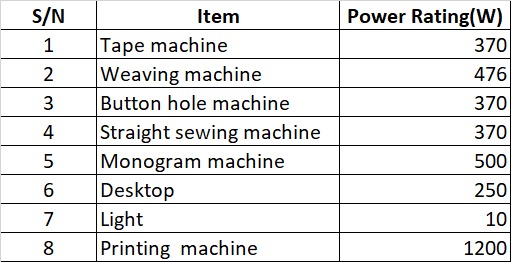 S/N Item Power Rating(W)
1 Tape machine 370
2 Weaving machine 476
3 Button hole machine 370
4 Straight sewing machine 370
5 Monogram machine 500
6 Desktop 250
7 Light 10
8 Printing  machine 1200